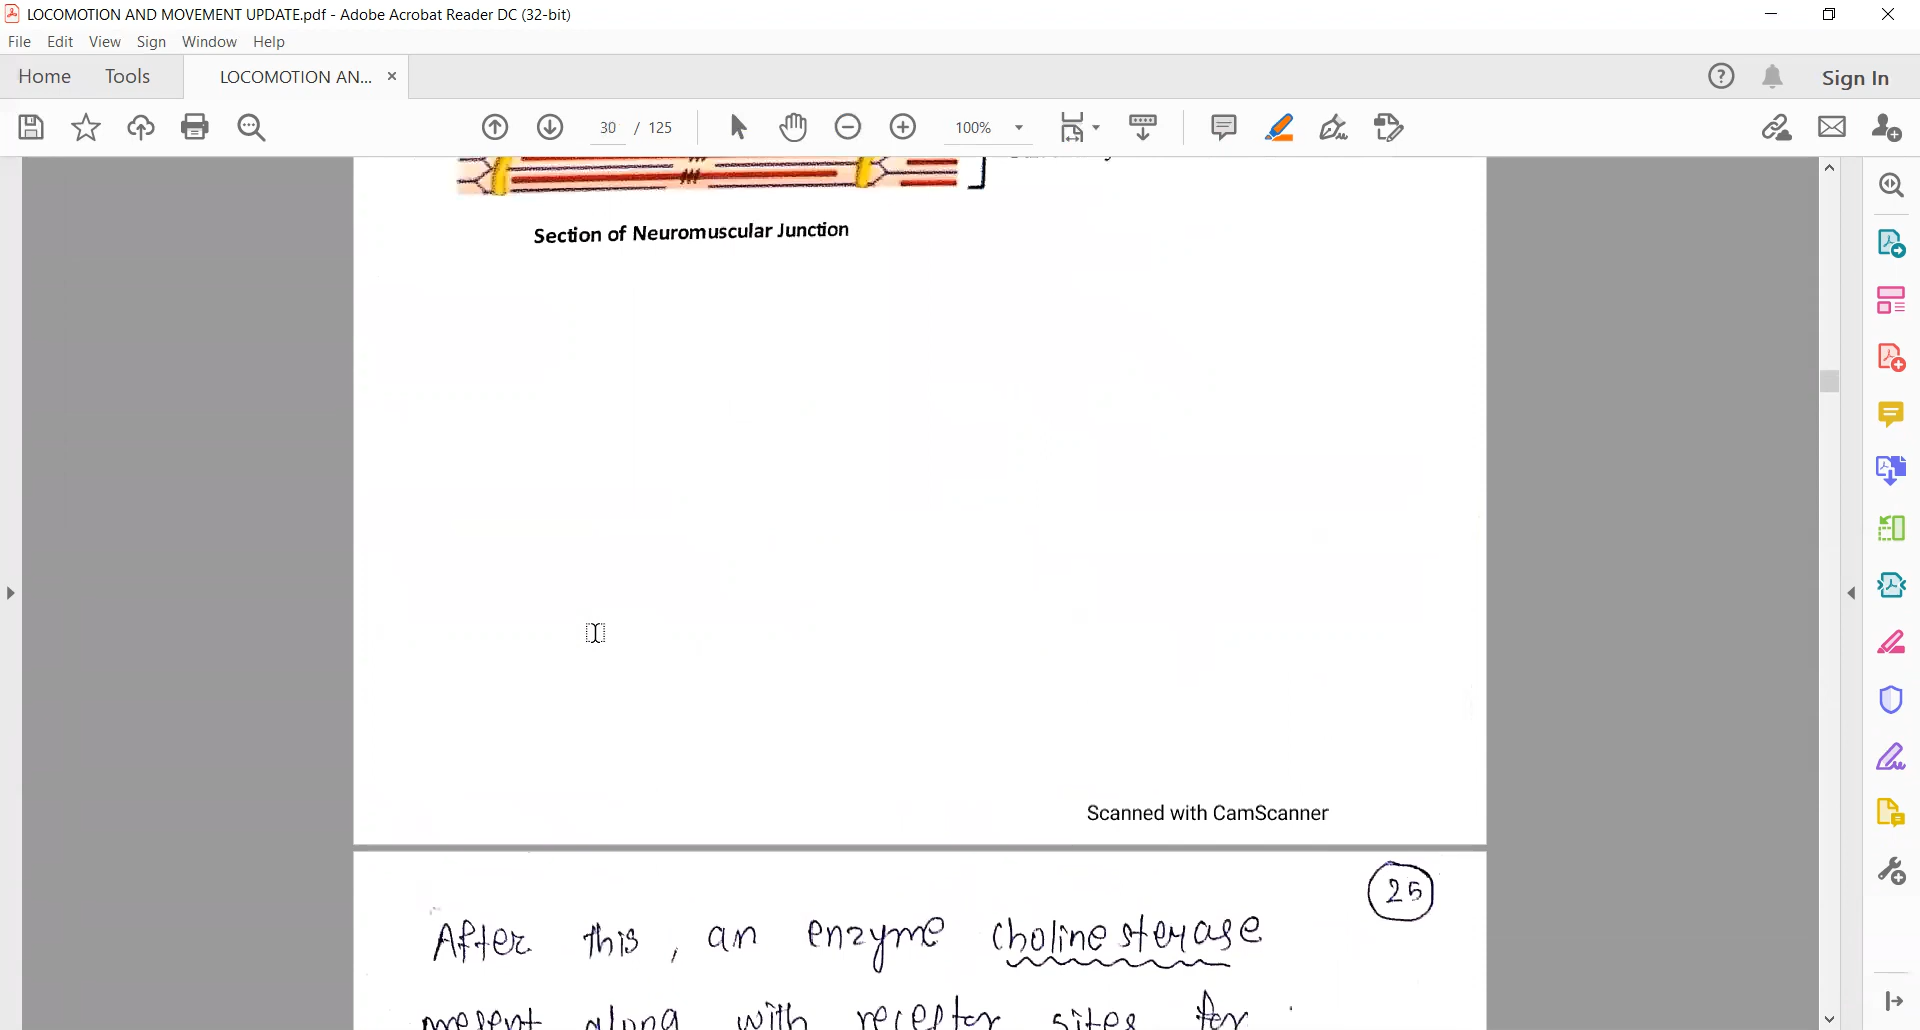 LOCOMOTION AND MOVEMENT UPDATE.pdf - Adobe Acrobat Reader DC (32-bit)
File Edit View Sign Window Help
Home Tools LOCOMOTION AN... × Sign In
30 / 125 100%
Section of Neuromuscular Junction
Scanned with CamScanner
25
After this, an enzyme cholinesterase
present along with receptor sites for